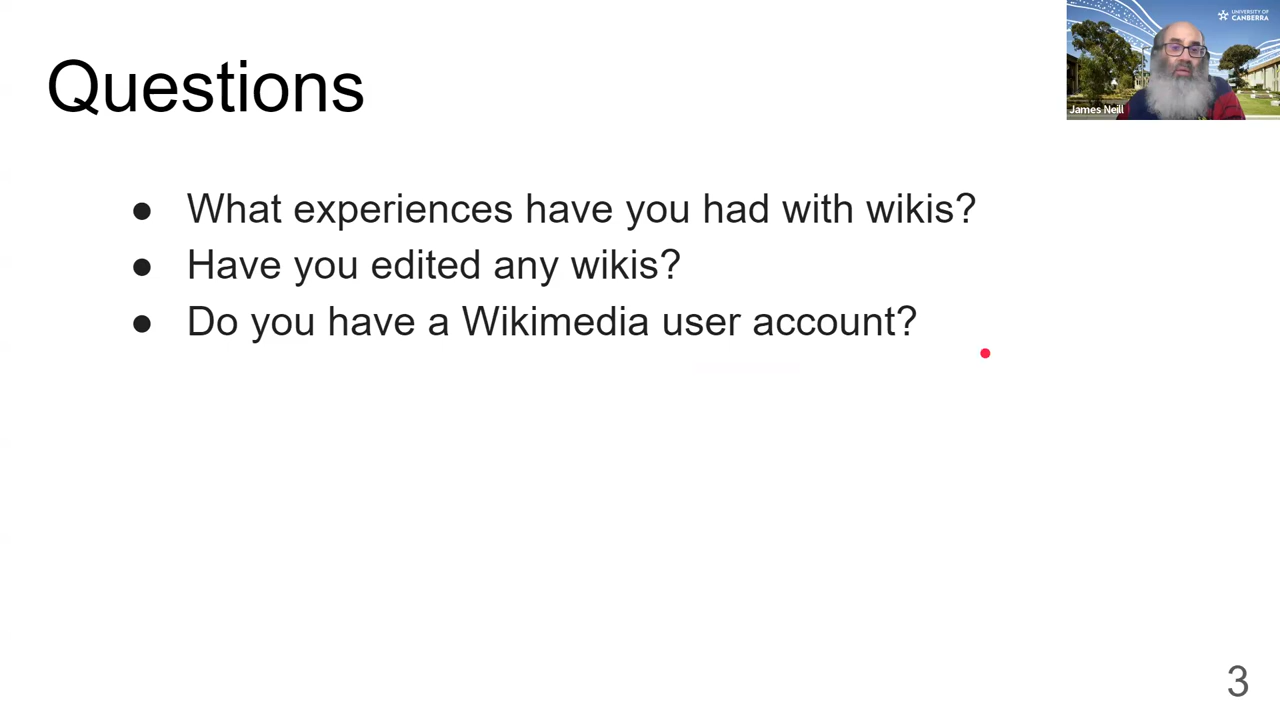 Questions
● What experiences have you had with wikis?
● Have you edited any wikis?
● Do you have a Wikimedia user account?
UNIVERSITY OF
CANBERRA
James Neill
3